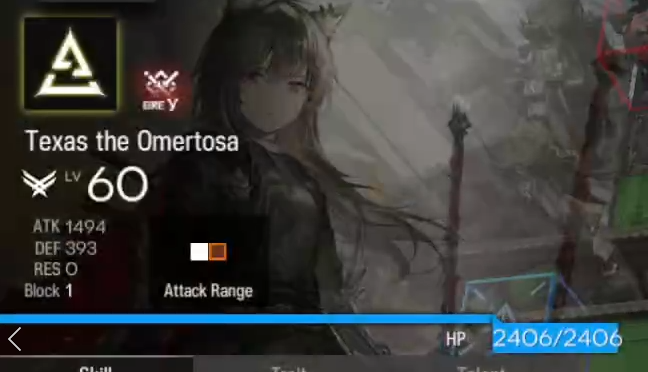 Texas the Omertosa
LV 60
ATK 1494
DEF 393
RES 0
Block 1
Attack Range
HP 2406/2406
Skill
Trait
Talent